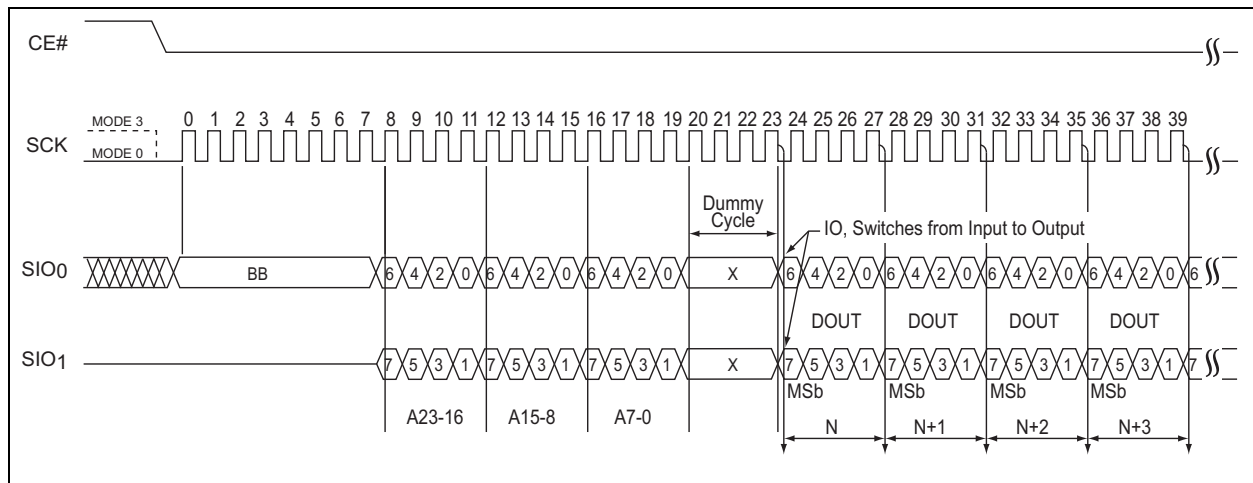 CE#
MODE 3
0 1 2 3 4 5 6 7 8 9 10 11 12 13 14 15 16 17 18 19 20 21 22 23 24 25 26 27 28 29 30 31 32 33 34 35 36 37 38 39
SCK
MODE 0
Dummy
Cycle
IO, Switches from Input to Output
SIO0 BB 6 4 2 0 6 4 2 0 6 4 2 0 X 6 4 2 0 6 4 2 0 6 4 2 0 6 4 2 0 6
DOUT DOUT DOUT DOUT
SIO1 7 5 3 1 7 5 3 1 7 5 3 1 X 7 5 3 1 7 5 3 1 7 5 3 1 7 5 3 1 7
MSb MSb MSb MSb
A23-16 A15-8 A7-0
N N+1 N+2 N+3